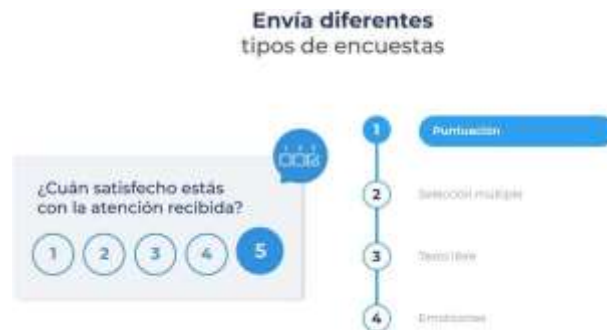 Envía diferentes
tipos de encuestas
¿Cuán satisfecho estás
con la atención recibida?
1 2 3 4 5
1 Puntuación
2 Selección multiple
3 Texto libre
4 Emoticones